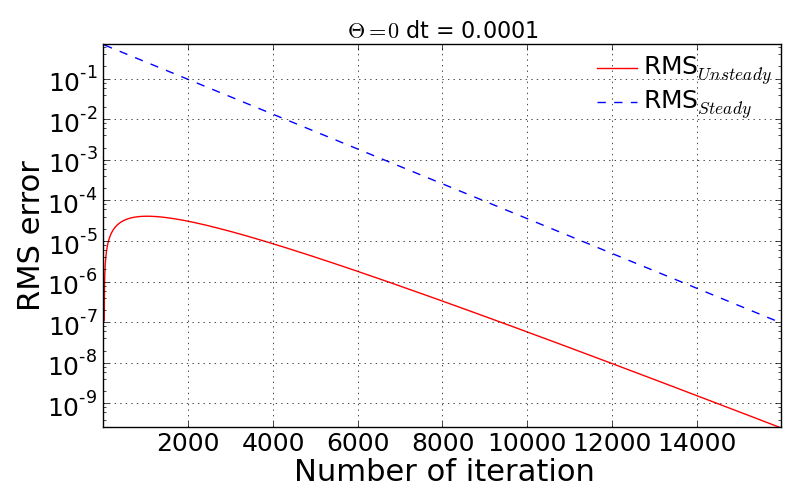 Θ = 0 dt = 0.0001
RMS_Unsteady
RMS_Steady
RMS error
10^-1
10^-2
10^-3
10^-4
10^-5
10^-6
10^-7
10^-8
10^-9
2000 4000 6000 8000 10000 12000 14000
Number of iteration